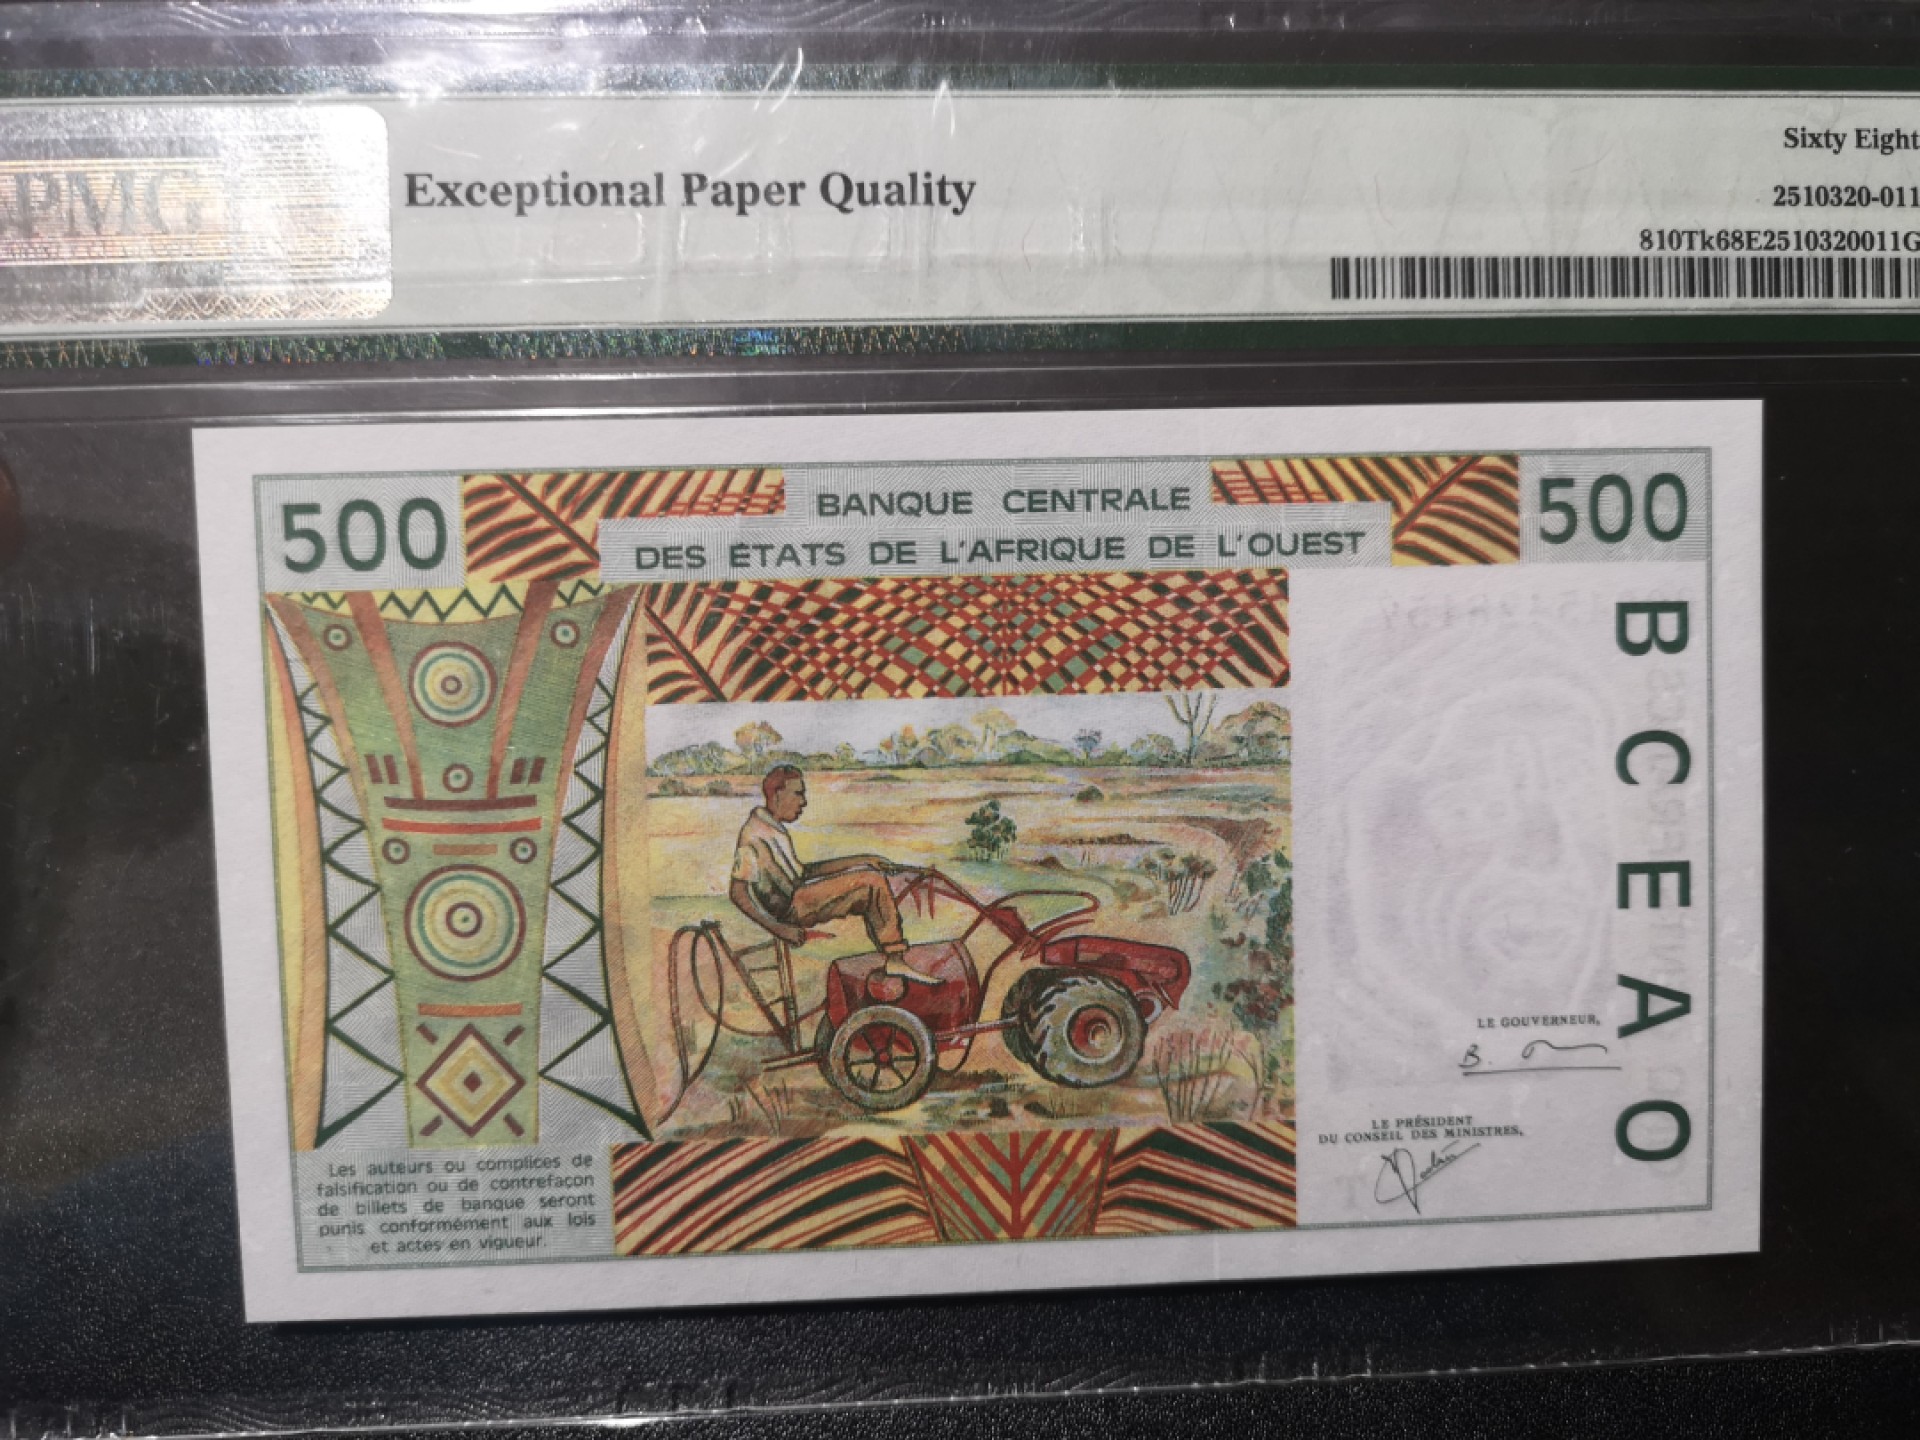 PMG
Exceptional Paper Quality
Sixty Eight
2510320-011
810Tk68E2510320011G
500
BANQUE CENTRALE
DES ÉTATS DE L'AFRIQUE DE L'OUEST
500
BCEAO
LE GOUVERNEUR,
LE PRÉSIDENT
DU CONSEIL DES MINISTRES,
Les auteurs ou complices de
falsification ou de contrefaçon
de billets de banque seront
punis conformément aux lois
et actes en vigueur.